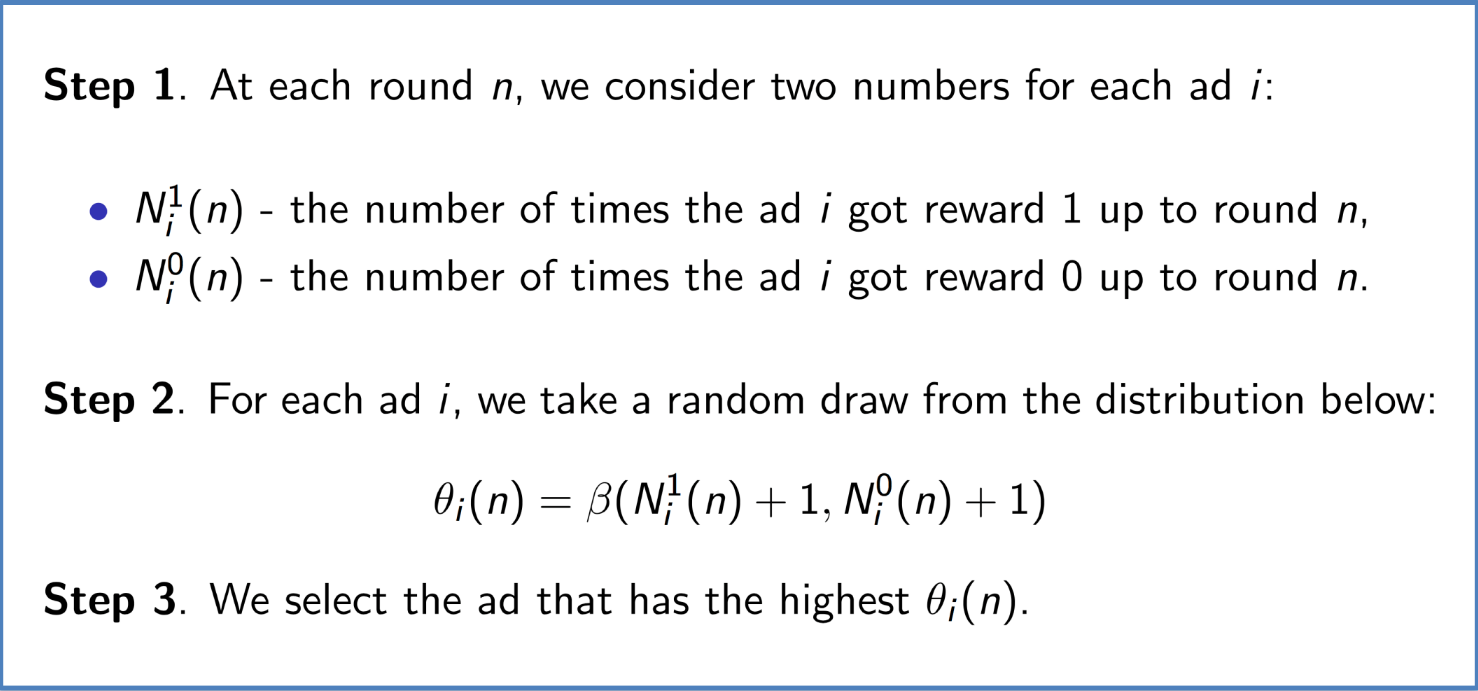 Step 1. At each round n, we consider two numbers for each ad i:
• N_i^1(n) - the number of times the ad i got reward 1 up to round n,
• N_i^0(n) - the number of times the ad i got reward 0 up to round n.
Step 2. For each ad i, we take a random draw from the distribution below:
θ_i(n) = β(N_i^1(n) + 1, N_i^0(n) + 1)
Step 3. We select the ad that has the highest θ_i(n).